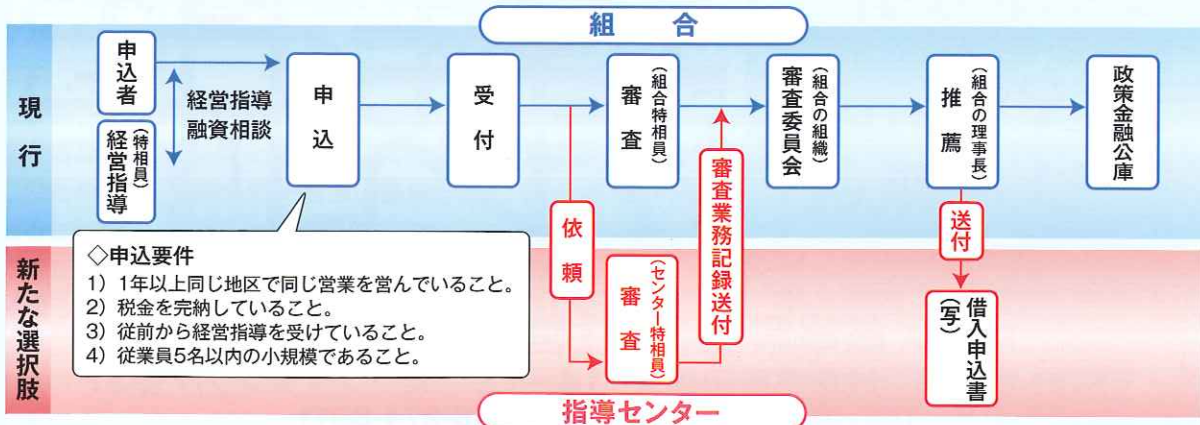 組合
現行
申込者
(特相員)
経営指導
経営指導
融資相談
申込
受付
審査
(組合特相員)
審査委員会
(組合の組織)
推薦
(組合の理事長)
政策金融公庫
◇申込要件
1）1年以上同じ地区で同じ営業を営んでいること。
2）税金を完納していること。
3）従前から経営指導を受けていること。
4）従業員5名以内の小規模であること。
依頼
審査業務記録送付
送付
新たな選択肢
審査
(センター特相員)
借入申込書
(写)
指導センター